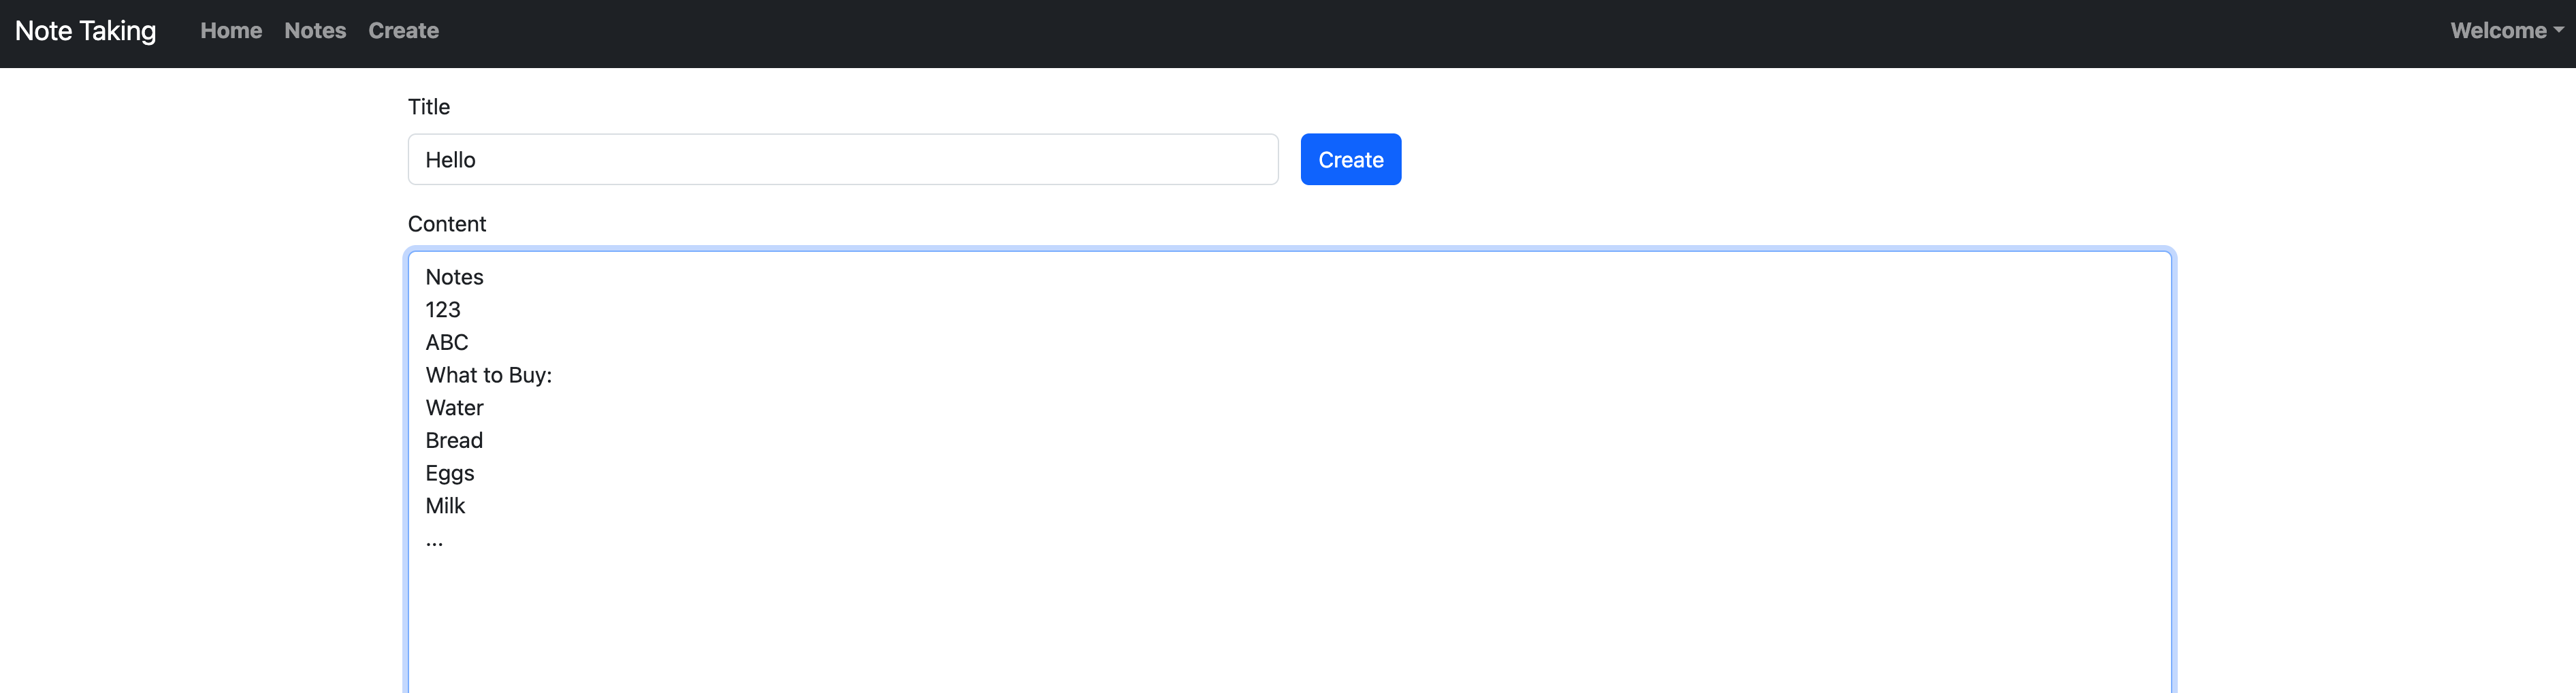 Note Taking Home Notes Create Welcome
Title
Hello Create
Content
Notes
123
ABC
What to Buy:
Water
Bread
Eggs
Milk
...